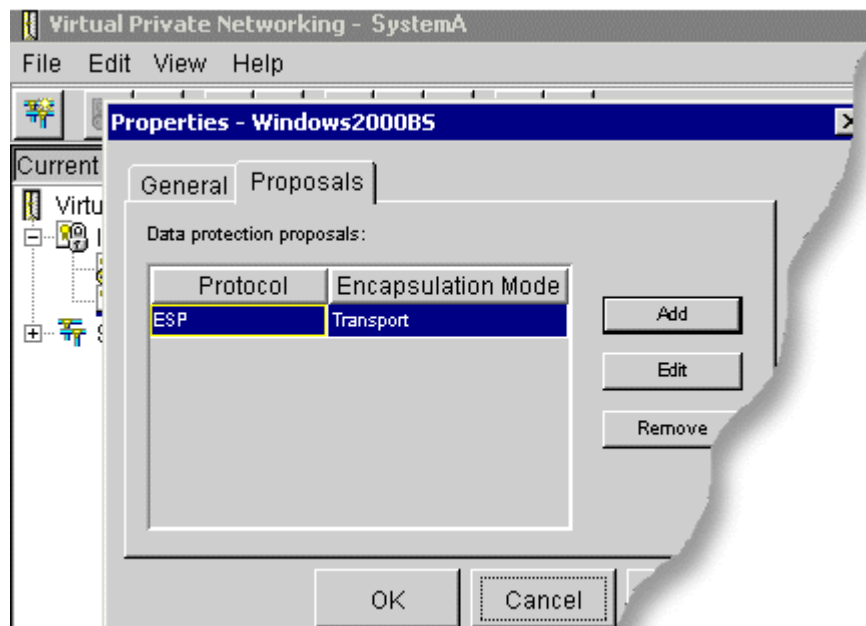 Virtual Private Networking - SystemA
File Edit View Help
Properties - Windows2000BS
Current
General Proposals
Virtu
Data protection proposals:
Protocol Encapsulation Mode
ESP Transport
Add
Edit
Remove
OK Cancel